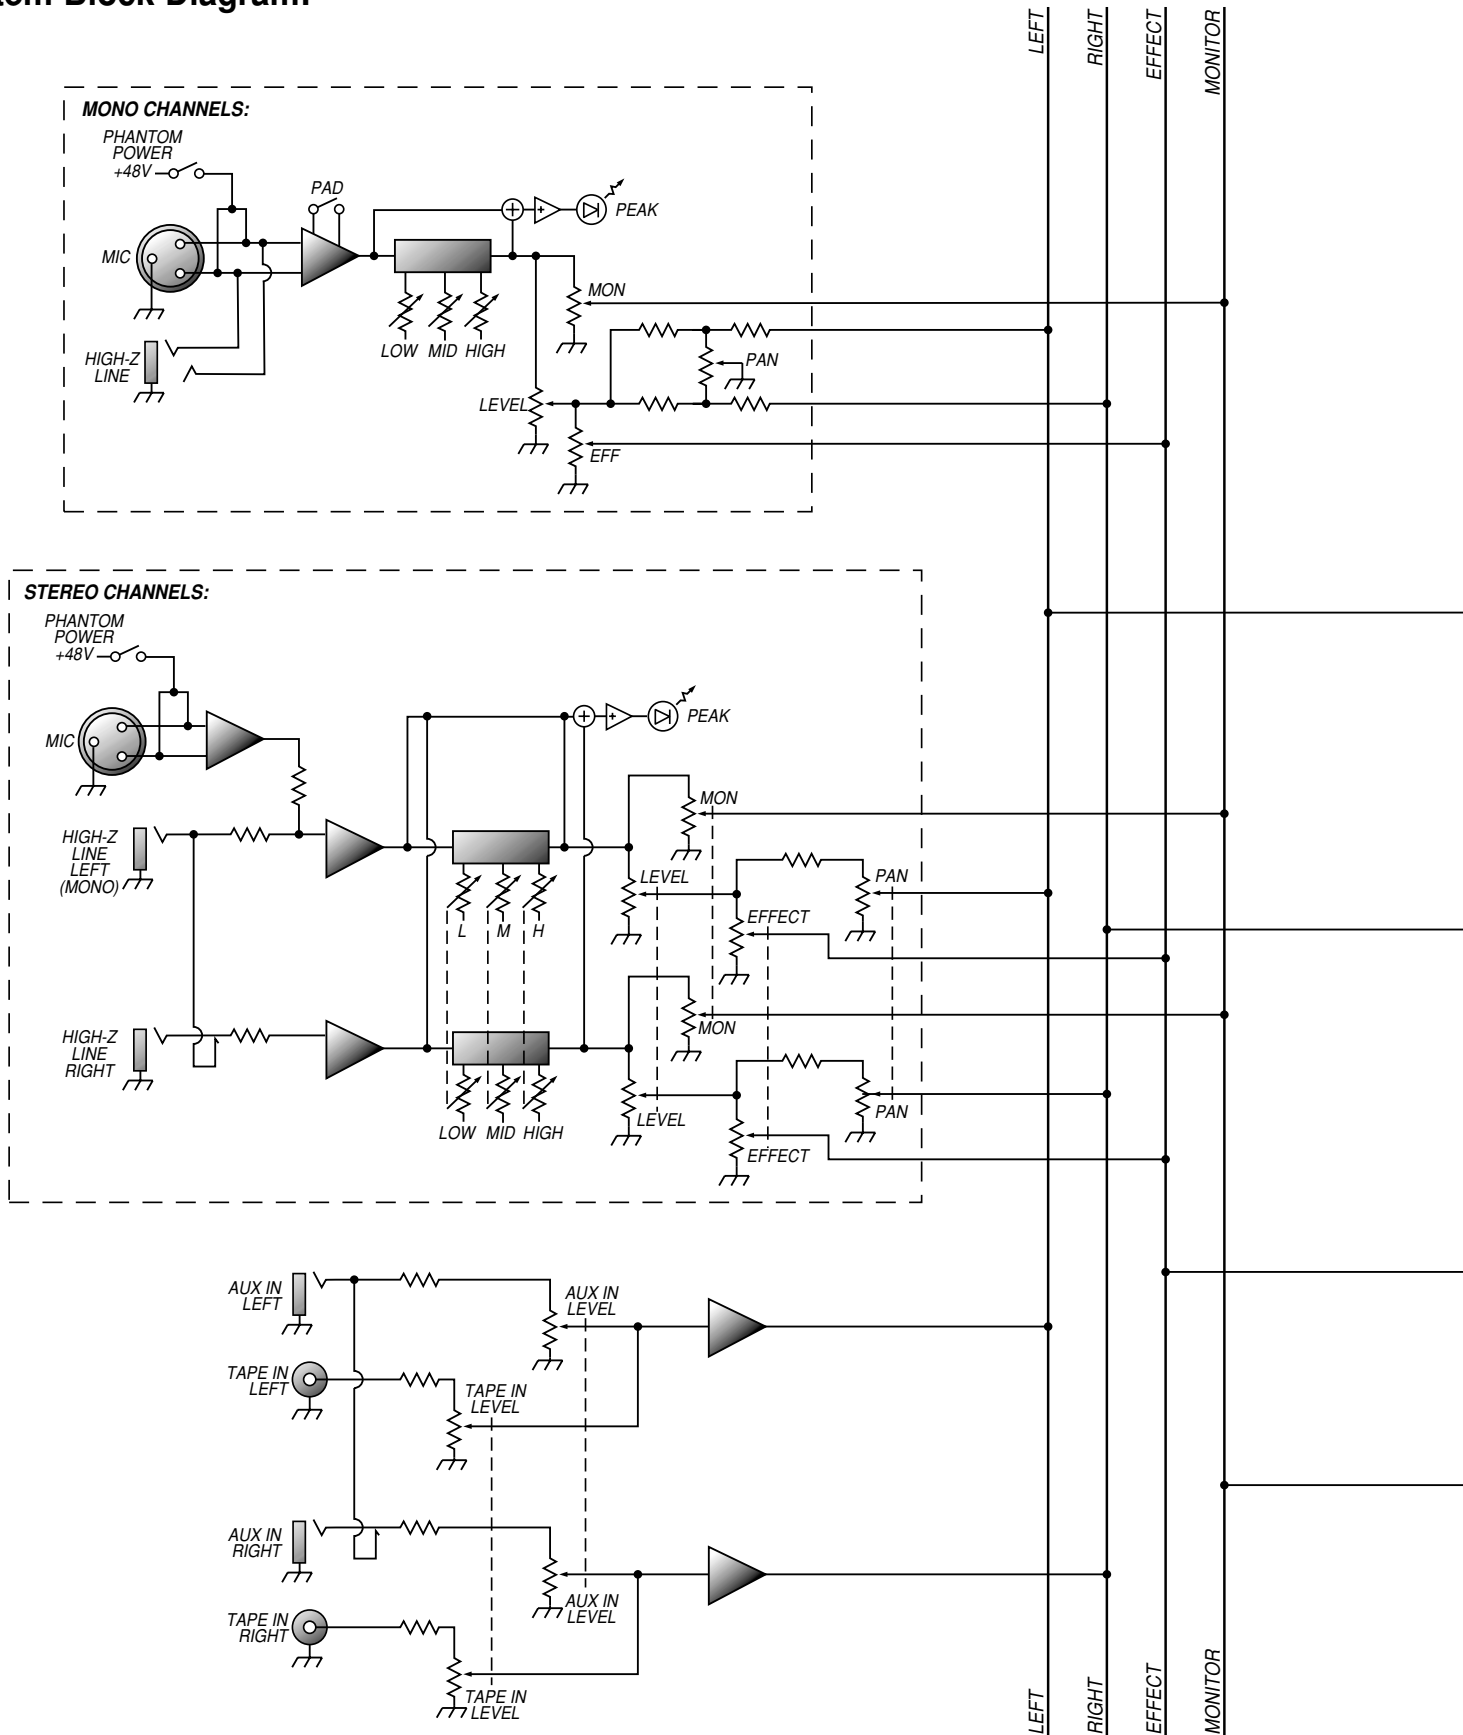 Block Diagram:
LEFT
RIGHT
EFFECT
MONITOR
MONO CHANNELS:
PHANTOM
POWER
+48V
PAD
PEAK
MIC
MON
LOW MID HIGH
HIGH-Z
LINE
PAN
LEVEL
EFF
STEREO CHANNELS:
PHANTOM
POWER
+48V
PEAK
MIC
MON
HIGH-Z
LINE
LEFT
(MONO)
LEVEL
PAN
EFFECT
L M H
HIGH-Z
LINE
RIGHT
MON
LEVEL
PAN
LOW MID HIGH
EFFECT
AUX IN
LEFT
AUX IN
LEVEL
TAPE IN
LEFT
TAPE IN
LEVEL
AUX IN
RIGHT
AUX IN
LEVEL
TAPE IN
RIGHT
TAPE IN
LEVEL
LEFT
RIGHT
EFFECT
MONITOR